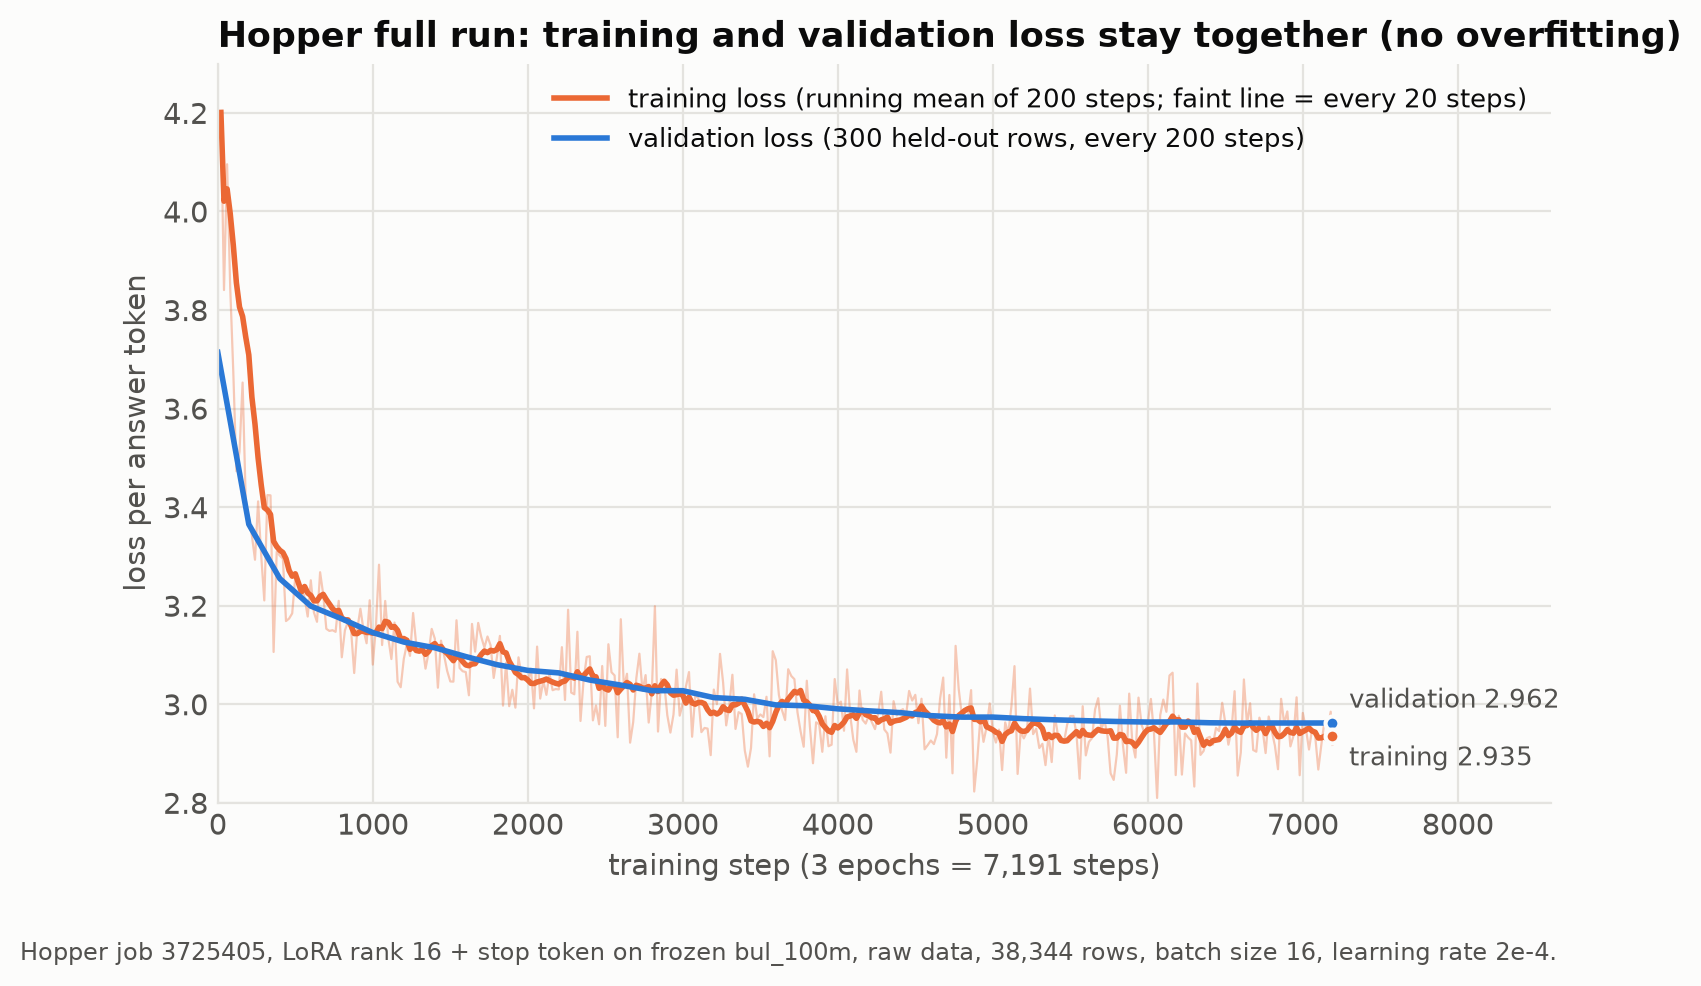 Hopper full run: training and validation loss stay together (no overfitting)
training loss (running mean of 200 steps; faint line = every 20 steps)
validation loss (300 held-out rows, every 200 steps)
loss per answer token
4.2
4.0
3.8
3.6
3.4
3.2
3.0
2.8
validation 2.962
training 2.935
0 1000 2000 3000 4000 5000 6000 7000 8000
training step (3 epochs = 7,191 steps)
Hopper job 3725405, LoRA rank 16 + stop token on frozen bul_100m, raw data, 38,344 rows, batch size 16, learning rate 2e-4.